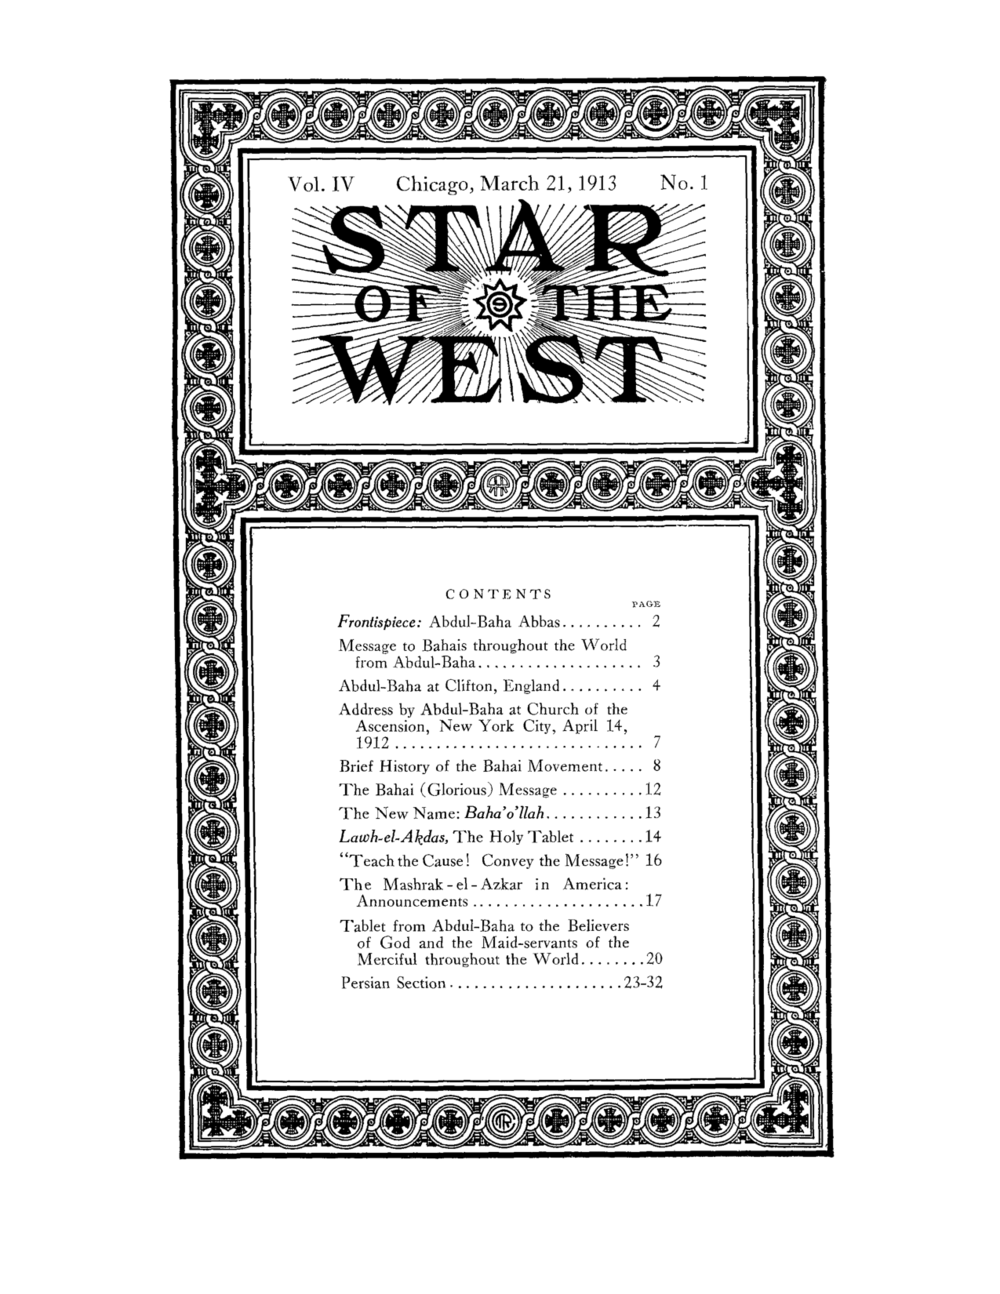 Vol. IV Chicago, March 21, 1913 No. 1
STAR
OF THE
WEST
CONTENTS
PAGE
Frontispiece: Abdul-Baha Abbas.......... 2
Message to Bahais throughout the World
from Abdul-Baha.................... 3
Abdul-Baha at Clifton, England.......... 4
Address by Abdul-Baha at Church of the
Ascension, New York City, April 14,
1912.............................. 7
Brief History of the Bahai Movement..... 8
The Bahai (Glorious) Message ..........12
The New Name: Baha'o'llah............13
Lawh-el-Akdas, The Holy Tablet ........14
“Teach the Cause! Convey the Message!” 16
The Mashrak-el-Azkar in America:
Announcements .....................17
Tablet from Abdul-Baha to the Believers
of God and the Maid-servants of the
Merciful throughout the World........20
Persian Section.....................23-32